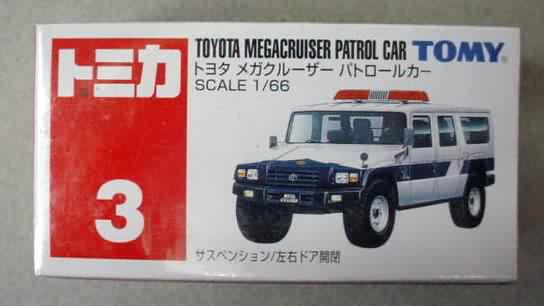 トミカ
3
TOYOTA MEGACRUISER PATROL CAR TOMY®
トヨタ メガクルーザー パトロールカー
SCALE 1/66
サスペンション/左右ドア開閉